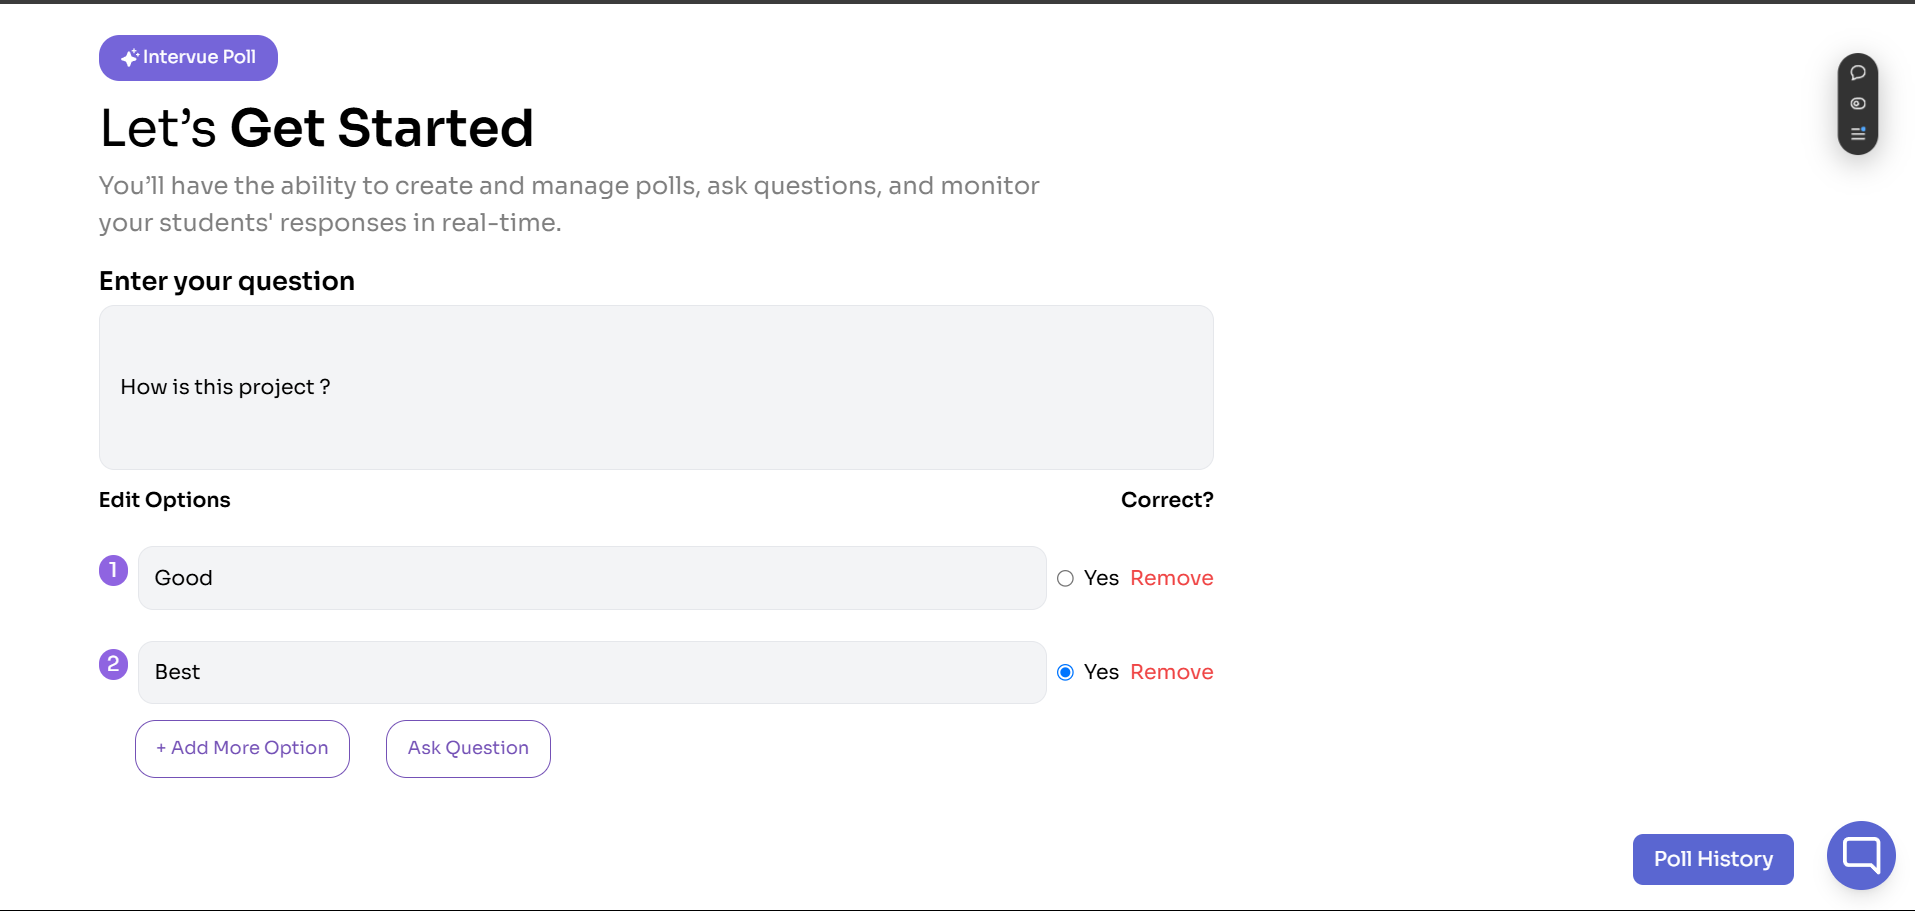 Intervue Poll
Let’s Get Started
You’ll have the ability to create and manage polls, ask questions, and monitor
your students' responses in real-time.
Enter your question
How is this project ?
Edit Options Correct?
1 Good Yes Remove
2 Best Yes Remove
+ Add More Option Ask Question
Poll History